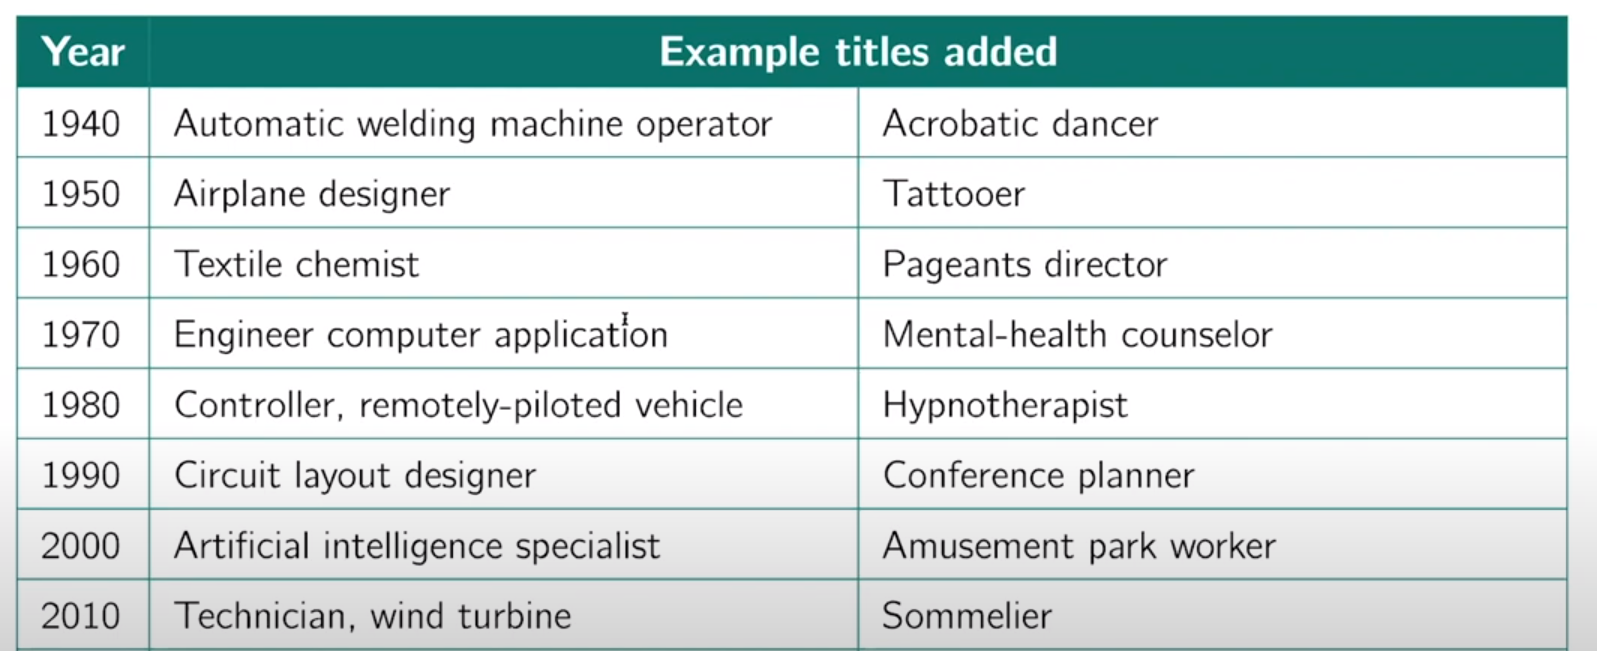 Year Example titles added
1940 Automatic welding machine operator Acrobatic dancer
1950 Airplane designer Tattooer
1960 Textile chemist Pageants director
1970 Engineer computer application Mental-health counselor
1980 Controller, remotely-piloted vehicle Hypnotherapist
1990 Circuit layout designer Conference planner
2000 Artificial intelligence specialist Amusement park worker
2010 Technician, wind turbine Sommelier